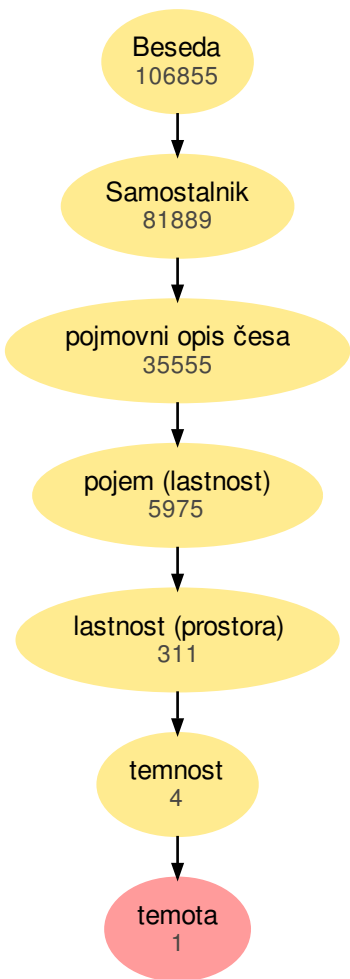 Beseda
106855
Samostalnik
81889
pojmovni opis česa
35555
pojem (lastnost)
5975
lastnost (prostora)
311
temnost
4
temota
1